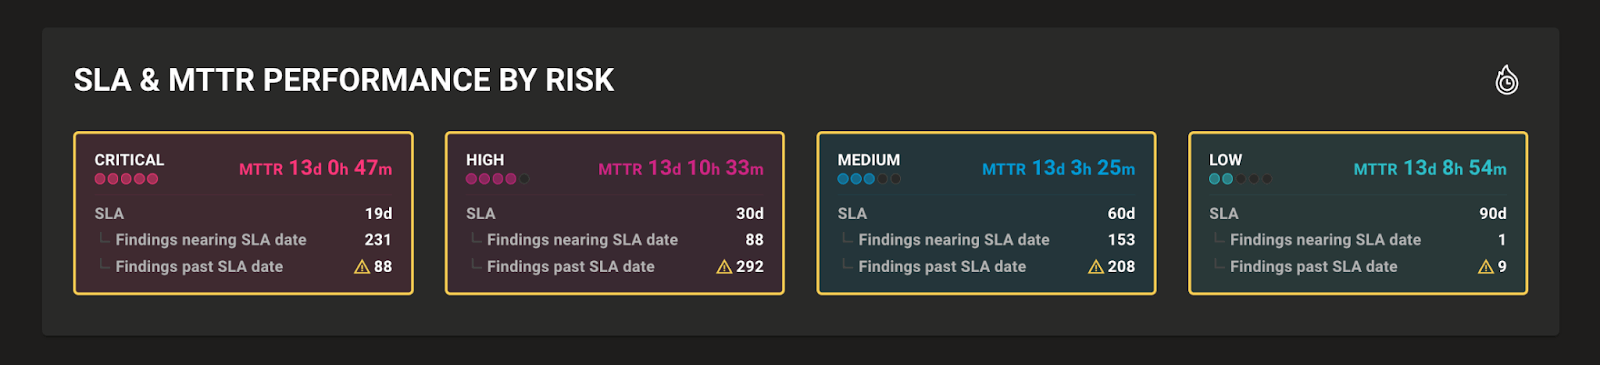 SLA & MTTR PERFORMANCE BY RISK
CRITICAL
MTTR 13d 0h 47m
SLA 19d
Findings nearing SLA date 231
Findings past SLA date 88
HIGH
MTTR 13d 10h 33m
SLA 30d
Findings nearing SLA date 88
Findings past SLA date 292
MEDIUM
MTTR 13d 3h 25m
SLA 60d
Findings nearing SLA date 153
Findings past SLA date 208
LOW
MTTR 13d 8h 54m
SLA 90d
Findings nearing SLA date 1
Findings past SLA date 9